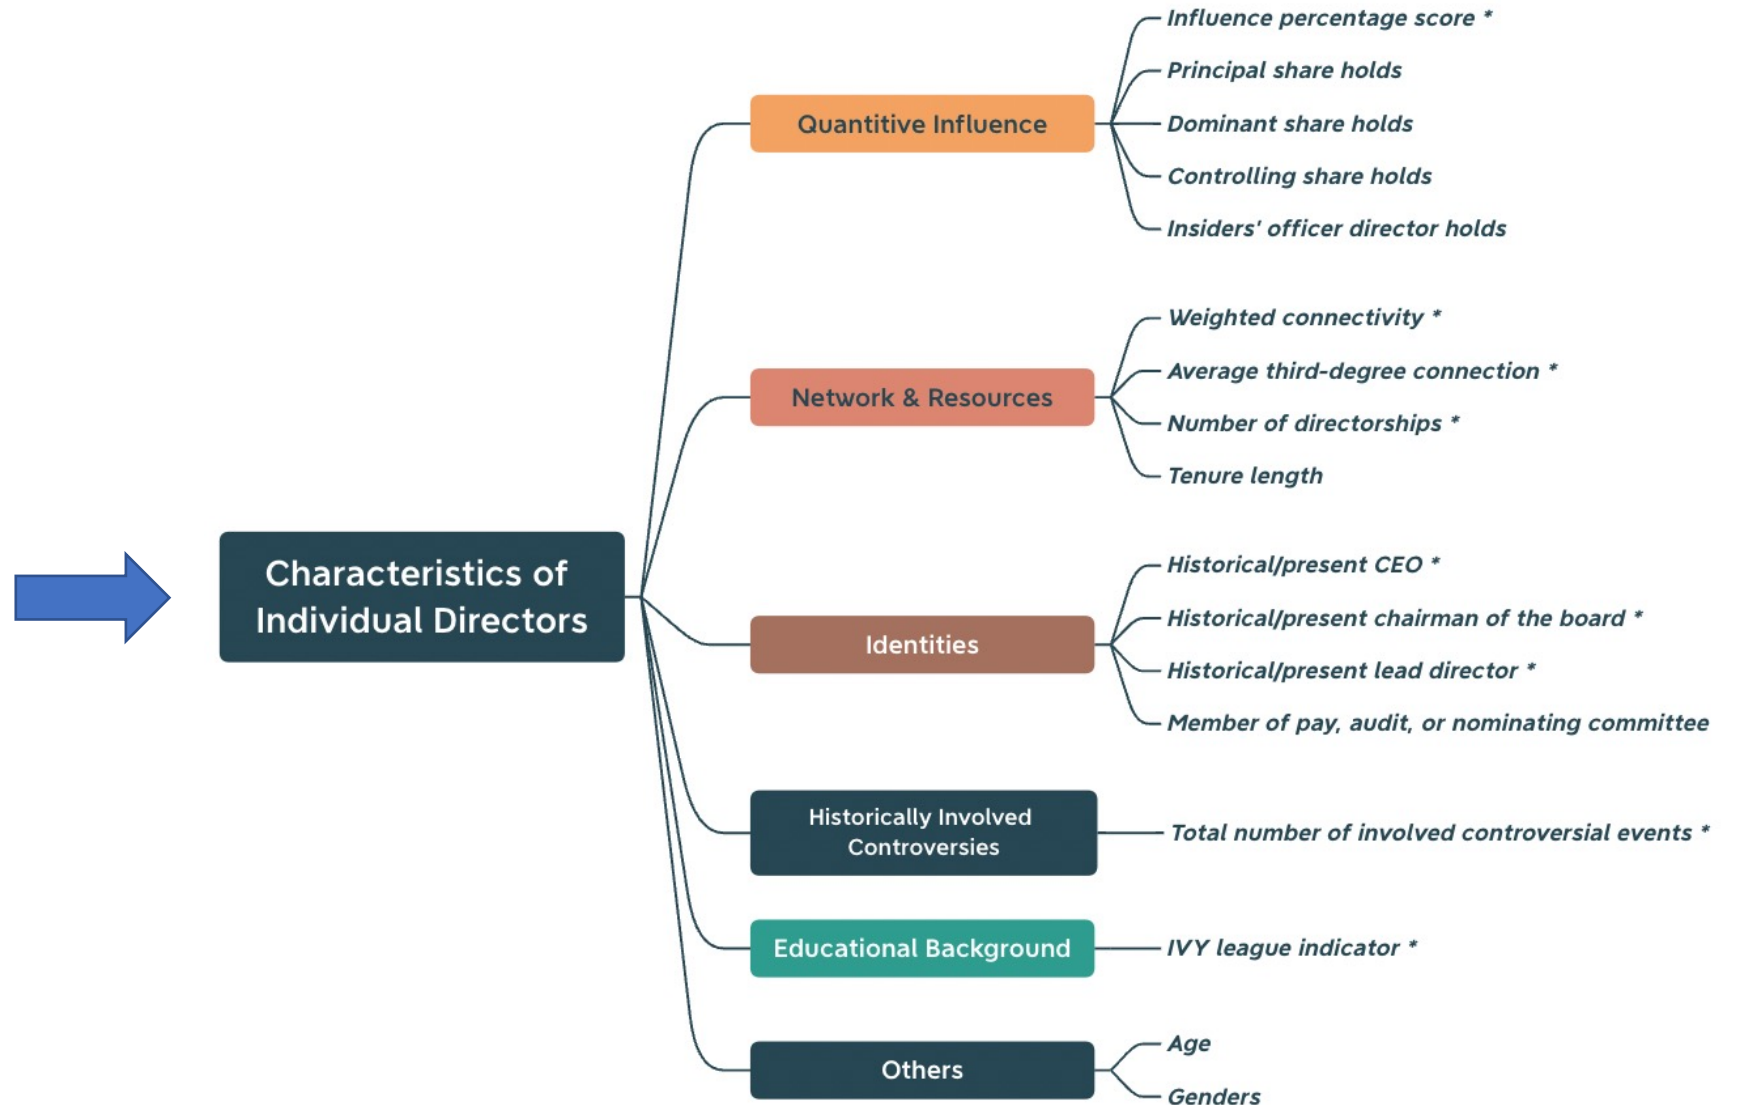 Characteristics of
Individual Directors
Quantitive Influence
Influence percentage score *
Principal share holds
Dominant share holds
Controlling share holds
Insiders' officer director holds
Network & Resources
Weighted connectivity *
Average third-degree connection *
Number of directorships *
Tenure length
Identities
Historical/present CEO *
Historical/present chairman of the board *
Historical/present lead director *
Member of pay, audit, or nominating committee
Historically Involved
Controversies
Total number of involved controversial events *
Educational Background
IVY league indicator *
Others
Age
Genders